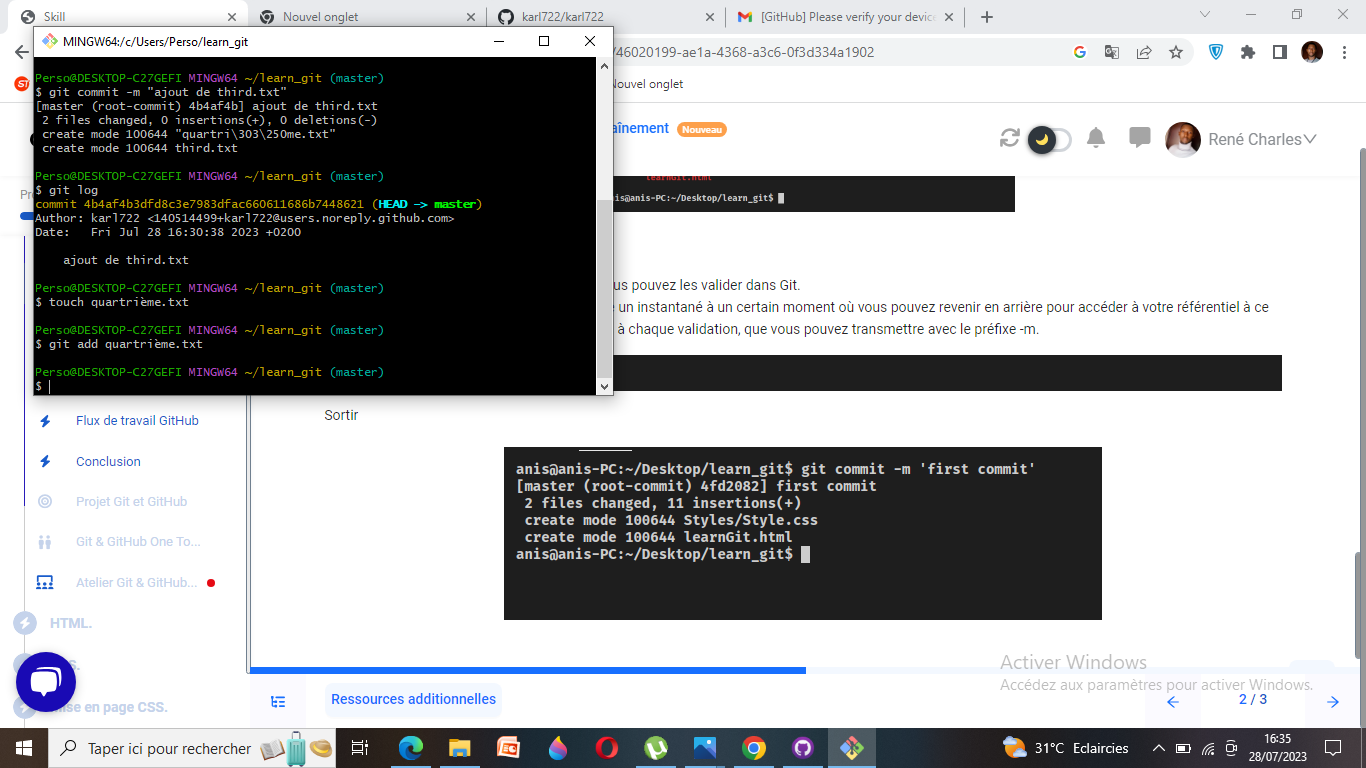 Skill
Nouvel onglet
karl722/karl722
[GitHub] Please verify your device
MINGW64:/c/Users/Perso/learn_git
/46020199-ae1a-4368-a3c6-0f3d334a1902
Nouvel onglet
Perso@DESKTOP-C27GEFI MINGW64 ~/learn_git (master)
$ git commit -m "ajout de third.txt"
[master (root-commit) 4b4af4b] ajout de third.txt
2 files changed, 0 insertions(+), 0 deletions(-)
create mode 100644 "quartri\303\250me.txt"
create mode 100644 third.txt
Perso@DESKTOP-C27GEFI MINGW64 ~/learn_git (master)
$ git log
commit 4b4af4b3dfd8c3e7983dfac660611686b7448621 (HEAD -> master)
Author: karl722 <140514499+karl722@users.noreply.github.com>
Date: Fri Jul 28 16:30:38 2023 +0200
ajout de third.txt
Perso@DESKTOP-C27GEFI MINGW64 ~/learn_git (master)
$ touch quartrième.txt
Perso@DESKTOP-C27GEFI MINGW64 ~/learn_git (master)
$ git add quartrième.txt
Perso@DESKTOP-C27GEFI MINGW64 ~/learn_git (master)
$
aînement
Nouveau
René Charles
learnGit.html
is@anis-PC:~/Desktop/learn_git$
us pouvez les valider dans Git.
un instantané à un certain moment où vous pouvez revenir en arrière pour accéder à votre référentiel à ce
à chaque validation, que vous pouvez transmettre avec le préfixe -m.
Flux de travail GitHub
Conclusion
Projet Git et GitHub
Git & GitHub One To...
Atelier Git & GitHub...
HTML.
S.
ise en page CSS.
Sortir
anis@anis-PC:~/Desktop/learn_git$ git commit -m 'first commit'
[master (root-commit) 4fd2082] first commit
2 files changed, 11 insertions(+)
create mode 100644 Styles/Style.css
create mode 100644 learnGit.html
anis@anis-PC:~/Desktop/learn_git$
Activer Windows
Accédez aux paramètres pour activer Windows.
Ressources additionnelles
2 / 3
Taper ici pour rechercher
31°C Eclaircies
16:35
28/07/2023